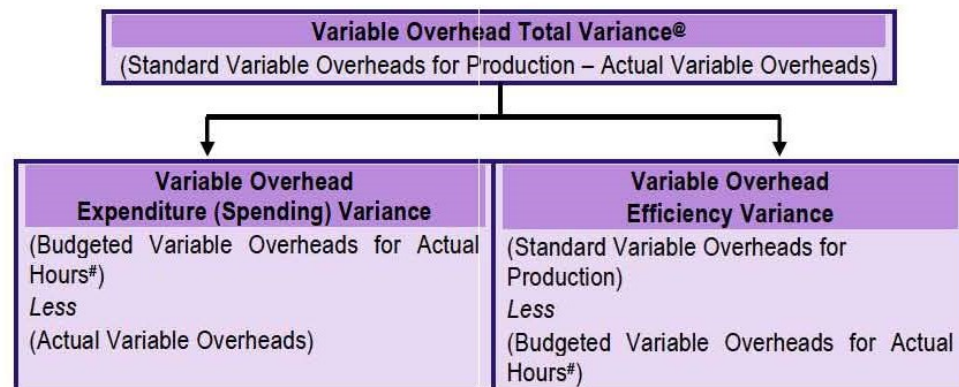 Variable Overhead Total Variance@
(Standard Variable Overheads for Production – Actual Variable Overheads)
Variable Overhead
Expenditure (Spending) Variance
(Budgeted Variable Overheads for Actual
Hours#)
Less
(Actual Variable Overheads)
Variable Overhead
Efficiency Variance
(Standard Variable Overheads for
Production)
Less
(Budgeted Variable Overheads for Actual
Hours#)